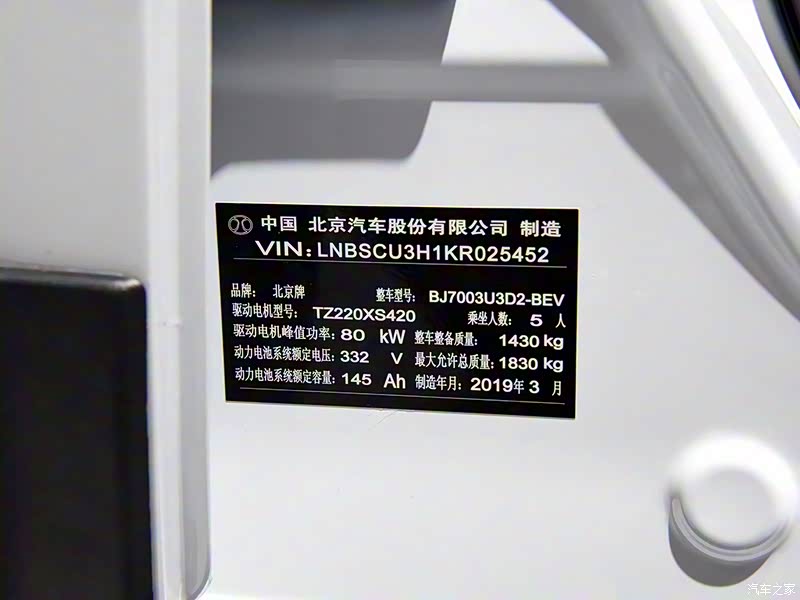 中国 北京汽车股份有限公司 制造
VIN: LNBSCU3H1KR025452
品牌: 北京牌 整车型号: BJ7003U3D2-BEV
驱动电机型号: TZ220XS420 乘坐人数: 5 人
驱动电机峰值功率: 80 kW 整车整备质量: 1430 kg
动力电池系统额定电压: 332 V 最大允许总质量: 1830 kg
动力电池系统额定容量: 145 Ah 制造年月: 2019年 3 月
汽车之家